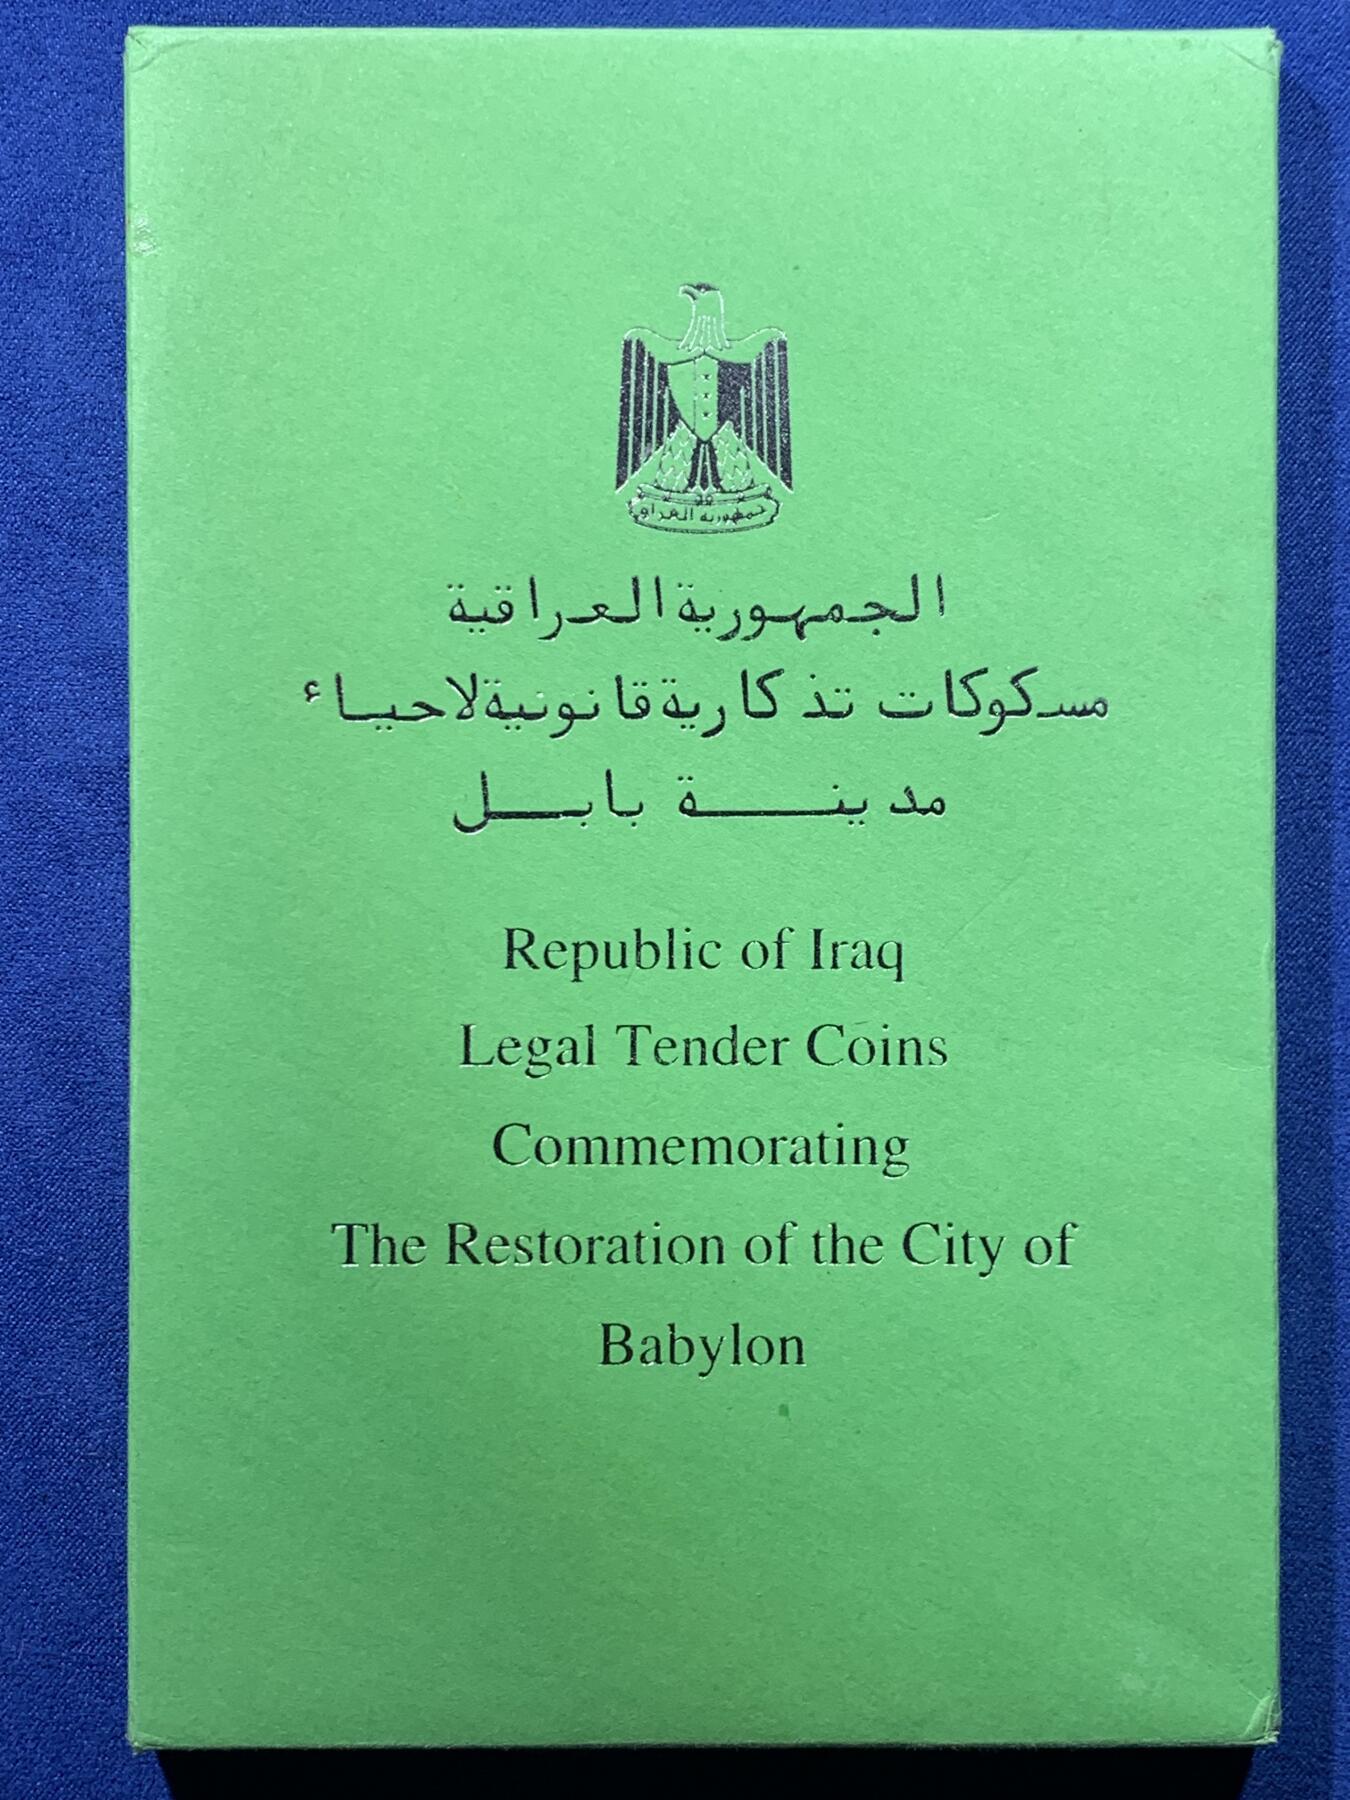 جمهورية العراق
الجمهورية العراقية
مسكوكات تذكارية قانونية لاحياء
مدينة بابل
Republic of Iraq
Legal Tender Coins
Commemorating
The Restoration of the City of
Babylon